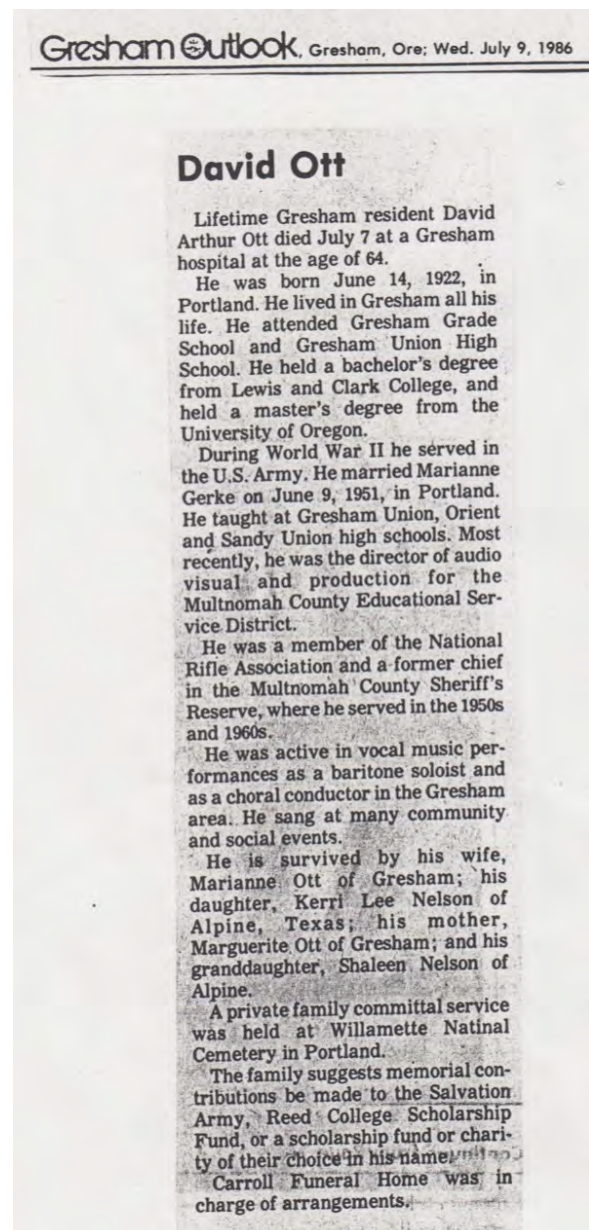 Gresham Outlook, Gresham, Ore; Wed. July 9, 1986
David Ott
Lifetime Gresham resident David
Arthur Ott died July 7 at a Gresham
hospital at the age of 64.
He was born June 14, 1922, in
Portland. He lived in Gresham all his
life. He attended Gresham Grade
School and Gresham Union High
School. He held a bachelor's degree
from Lewis and Clark College, and
held a master's degree from the
University of Oregon.
During World War II he served in
the U.S. Army. He married Marianne
Gerke on June 9, 1951, in Portland.
He taught at Gresham Union, Orient
and Sandy Union high schools. Most
recently, he was the director of audio
visual and production for the
Multnomah County Educational Ser-
vice District.
He was a member of the National
Rifle Association and a former chief
in the Multnomah County Sheriff's
Reserve, where he served in the 1950s
and 1960s.
He was active in vocal music per-
formances as a baritone soloist and
as a choral conductor in the Gresham
area. He sang at many community
and social events.
He is survived by his wife,
Marianne Ott of Gresham; his
daughter, Kerri Lee Nelson of
Alpine, Texas; his mother,
Marguerite Ott of Gresham; and his
granddaughter, Shaleen Nelson of
Alpine.
A private family committal service
was held at Willamette Natinal
Cemetery in Portland.
The family suggests memorial con-
tributions be made to the Salvation
Army, Reed College Scholarship
Fund, or a scholarship fund or chari-
ty of their choice in his name.
Carroll Funeral Home was in
charge of arrangements.